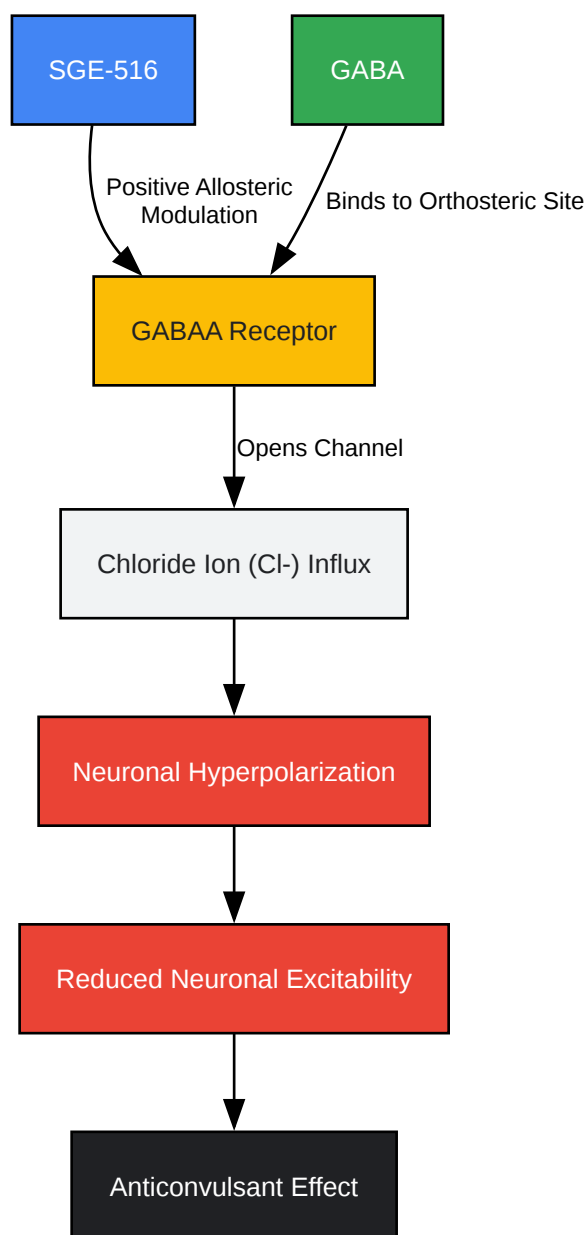 SGE-516
GABA
Positive Allosteric
Modulation
Binds to Orthosteric Site
GABAA Receptor
Opens Channel
Chloride Ion (Cl-) Influx
Neuronal Hyperpolarization
Reduced Neuronal Excitability
Anticonvulsant Effect